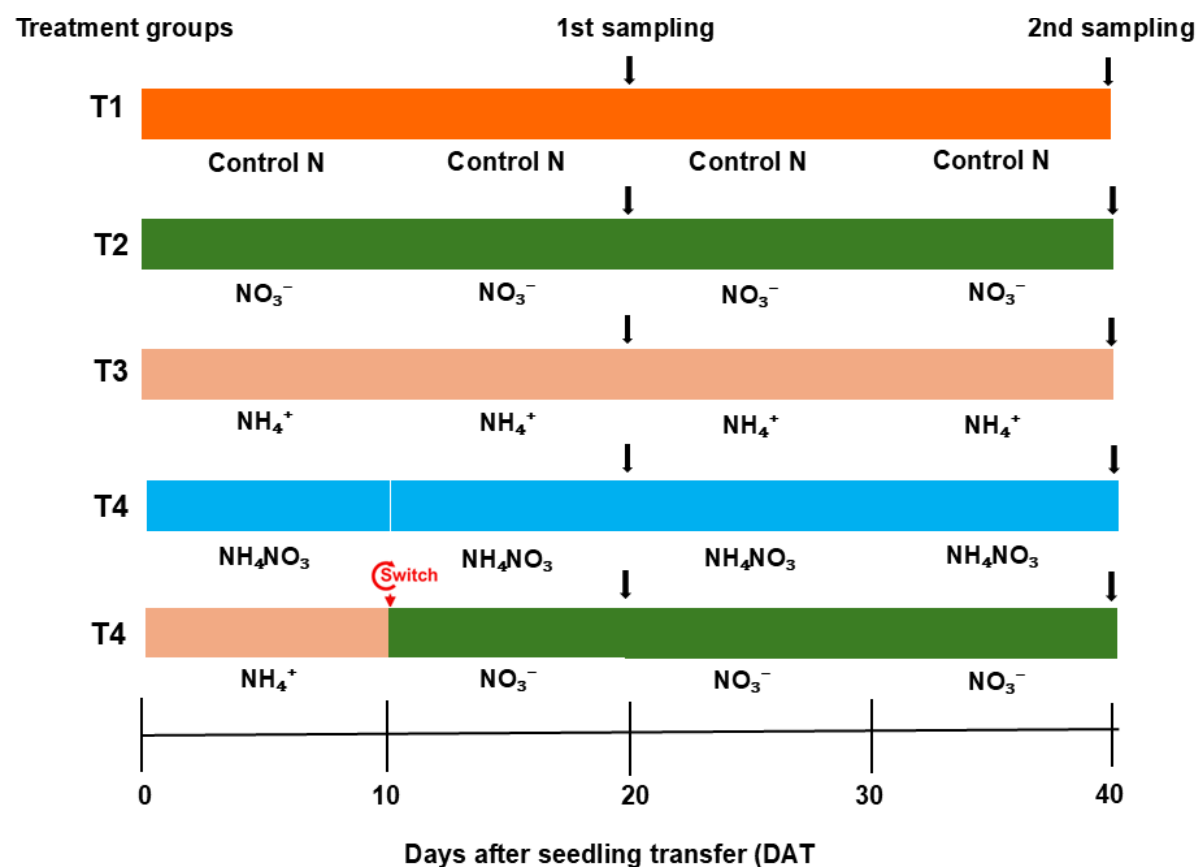 Treatment groups 1st sampling 2nd sampling
T1
Control N Control N Control N Control N
T2
NO₃⁻ NO₃⁻ NO₃⁻ NO₃⁻
T3
NH₄⁺ NH₄⁺ NH₄⁺ NH₄⁺
T4
NH₄NO₃ NH₄NO₃ NH₄NO₃ NH₄NO₃
Switch
T4
NH₄⁺ NO₃⁻ NO₃⁻ NO₃⁻
0 10 20 30 40
Days after seedling transfer (DAT